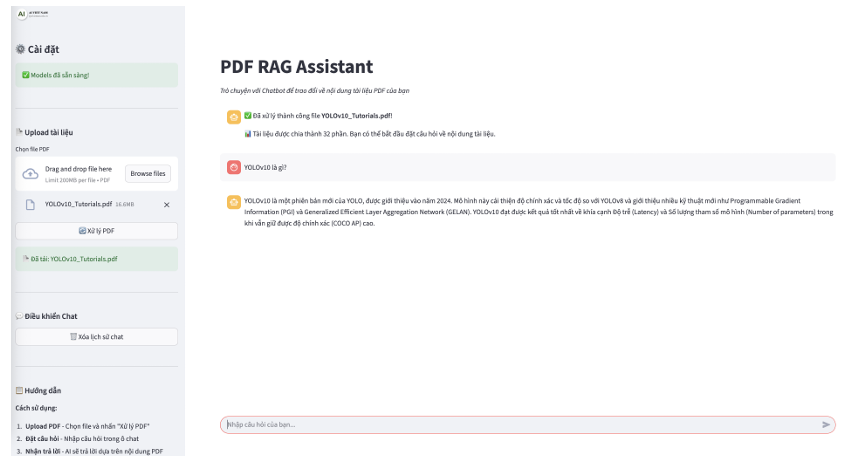 AI
Cài đặt
Models đã sẵn sàng!
Upload tài liệu
Chọn file PDF
Drag and drop file here
Limit 200MB per file • PDF
Browse files
YOLOv10_Tutorials.pdf 16.6MB
Xử lý PDF
Đã tải: YOLOv10_Tutorials.pdf
Điều khiển Chat
Xóa lịch sử chat
Hướng dẫn
Cách sử dụng:
1. Upload PDF - Chọn file và nhấn "Xử lý PDF"
2. Đặt câu hỏi - Nhập câu hỏi trong ô chat
3. Nhận trả lời - AI sẽ trả lời dựa trên nội dung PDF
PDF RAG Assistant
Trò chuyện với Chatbot để trao đổi về nội dung tài liệu PDF của bạn
Đã xử lý thành công file YOLOv10_Tutorials.pdf!
Tài liệu được chia thành 32 phần. Bạn có thể bắt đầu đặt câu hỏi về nội dung tài liệu.
YOLOv10 là gì?
YOLOv10 là một phiên bản mới của YOLO, được giới thiệu vào năm 2024. Mô hình này cải thiện độ chính xác và tốc độ so với YOLOv8 và giới thiệu nhiều kỹ thuật mới như Programmable Gradient
Information (PGI) và Generalized Efficient Layer Aggregation Network (GELAN). YOLOv10 đạt được kết quả tốt nhất về khía cạnh Độ trễ (Latency) và Số lượng tham số mô hình (Number of parameters) trong
khi vẫn giữ được độ chính xác (COCO AP) cao.
Nhập câu hỏi của bạn...